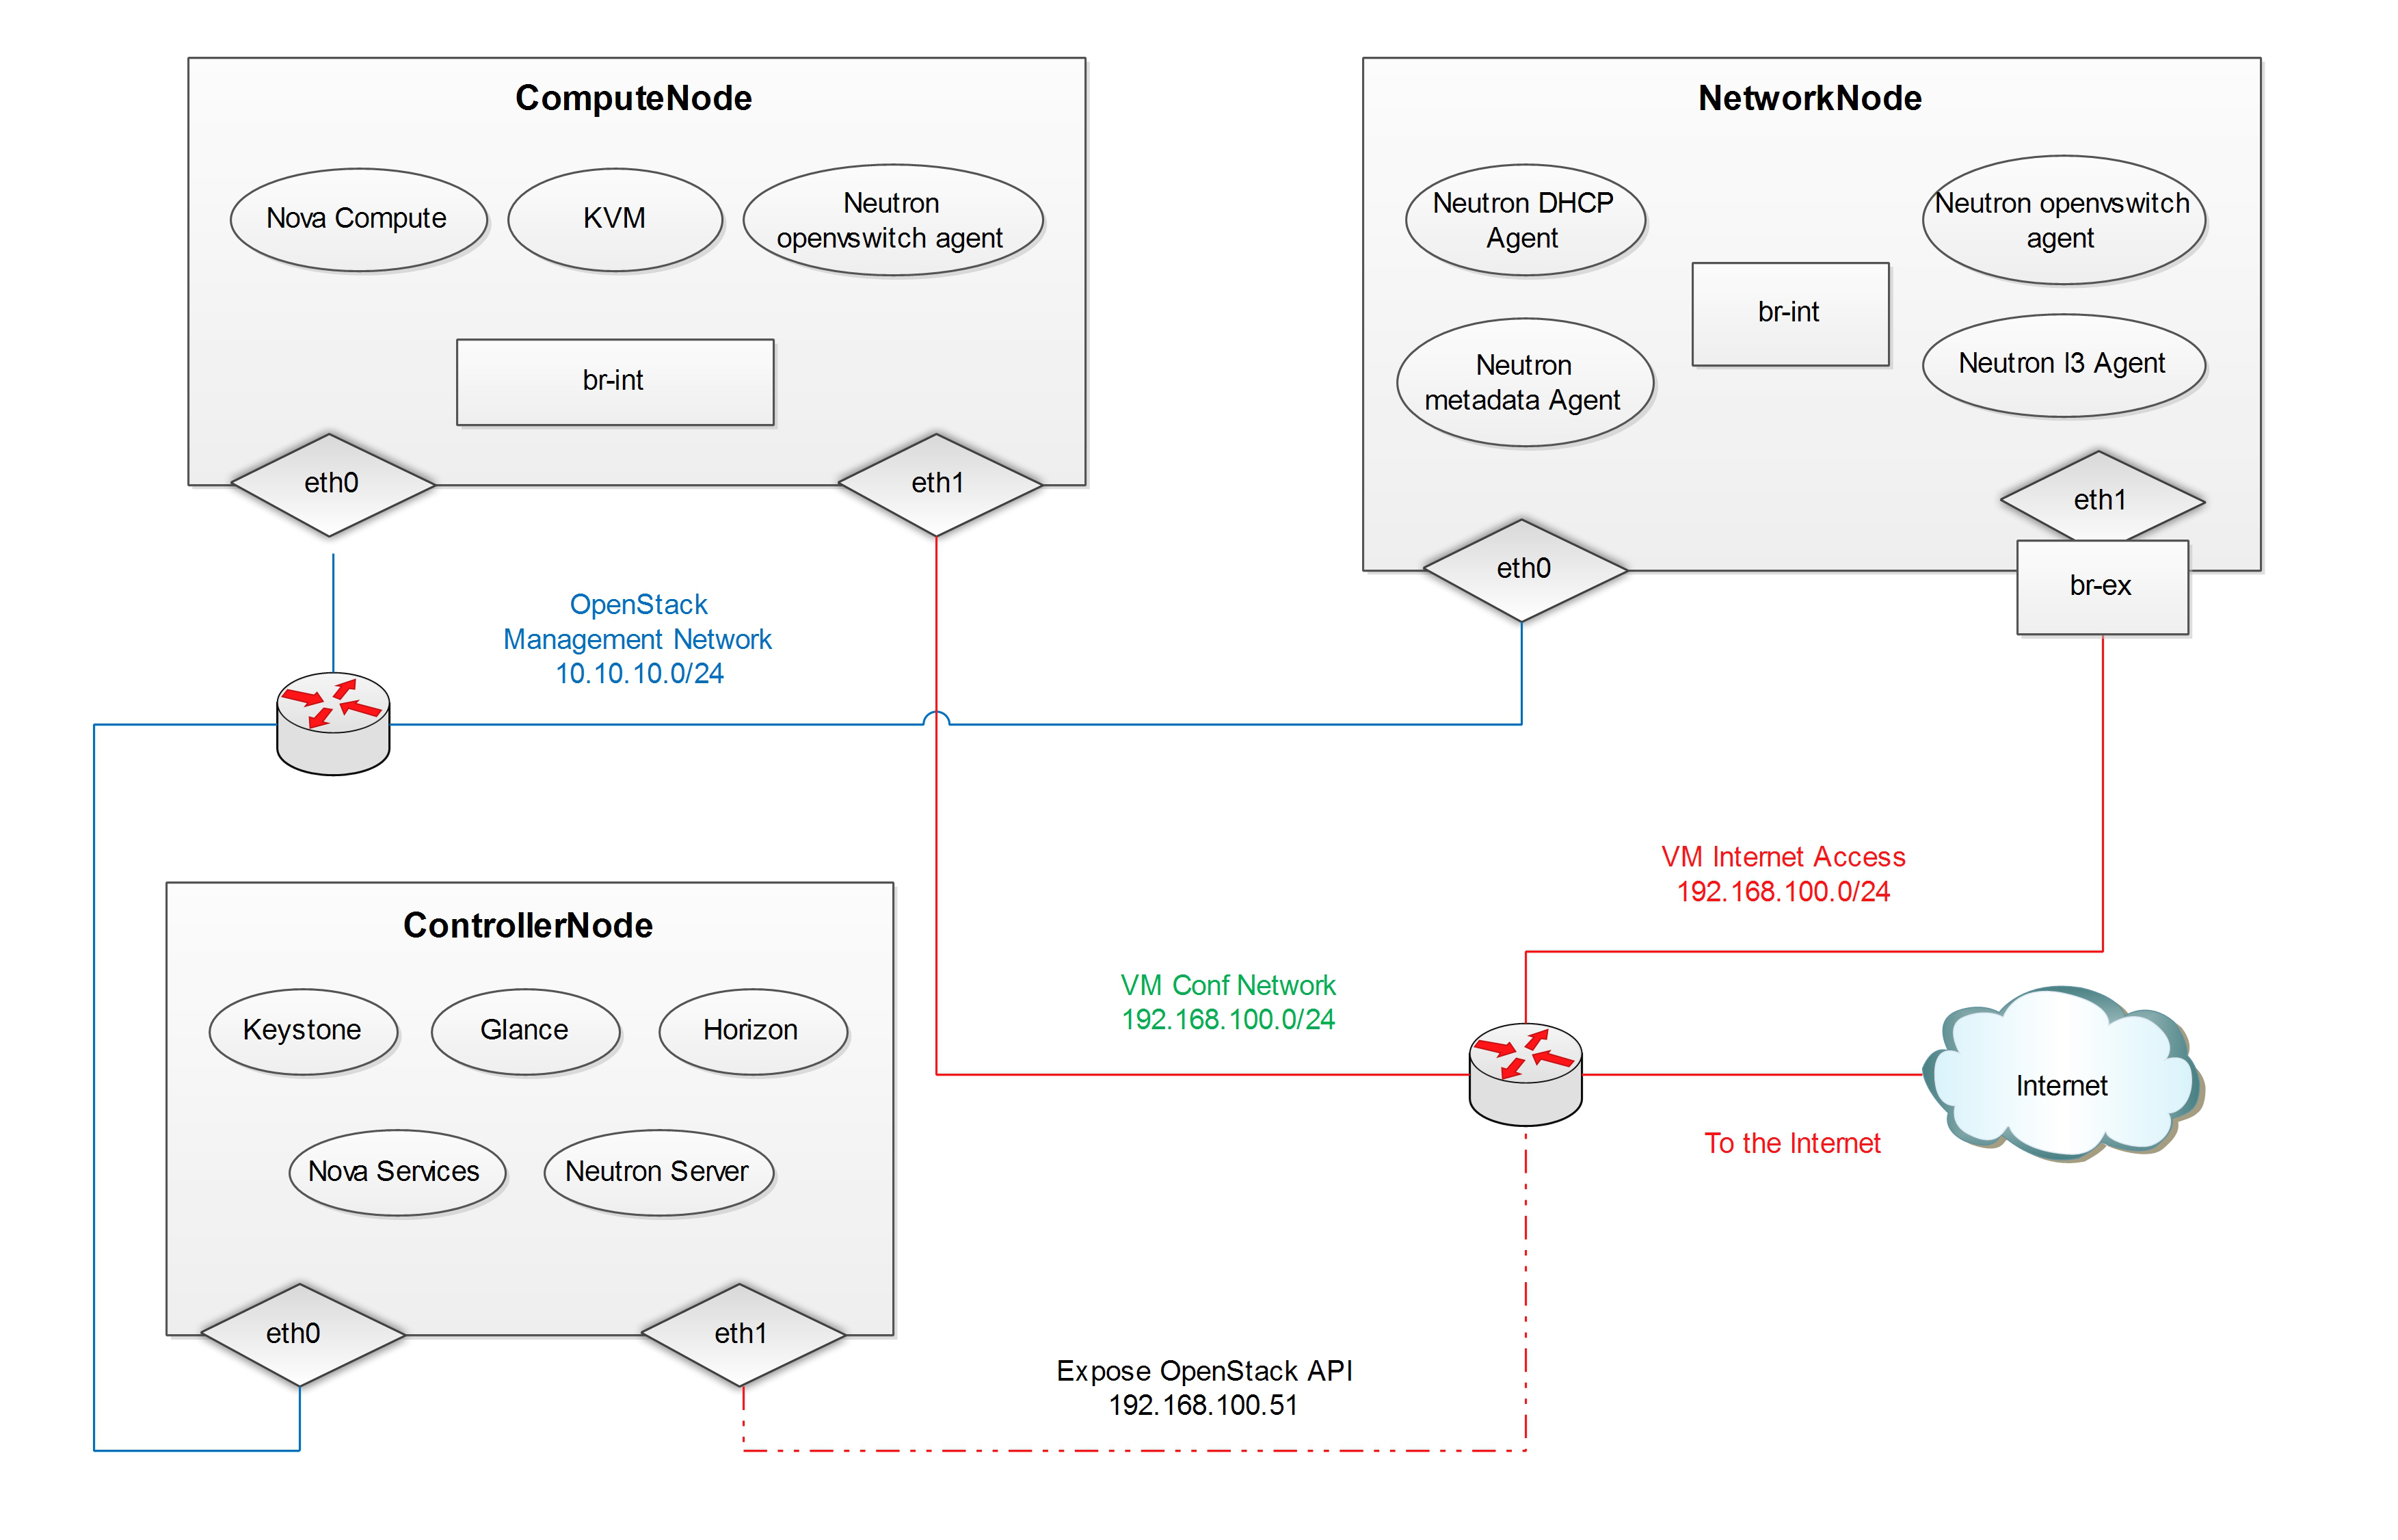 ComputeNode
Nova Compute
KVM
Neutron
openvswitch agent
br-int
eth0
eth1
NetworkNode
Neutron DHCP
Agent
Neutron openvswitch
agent
br-int
Neutron
metadata Agent
Neutron l3 Agent
eth1
eth0
br-ex
OpenStack
Management Network
10.10.10.0/24
VM Internet Access
192.168.100.0/24
ControllerNode
Keystone
Glance
Horizon
Nova Services
Neutron Server
eth0
eth1
VM Conf Network
192.168.100.0/24
Internet
To the Internet
Expose OpenStack API
192.168.100.51